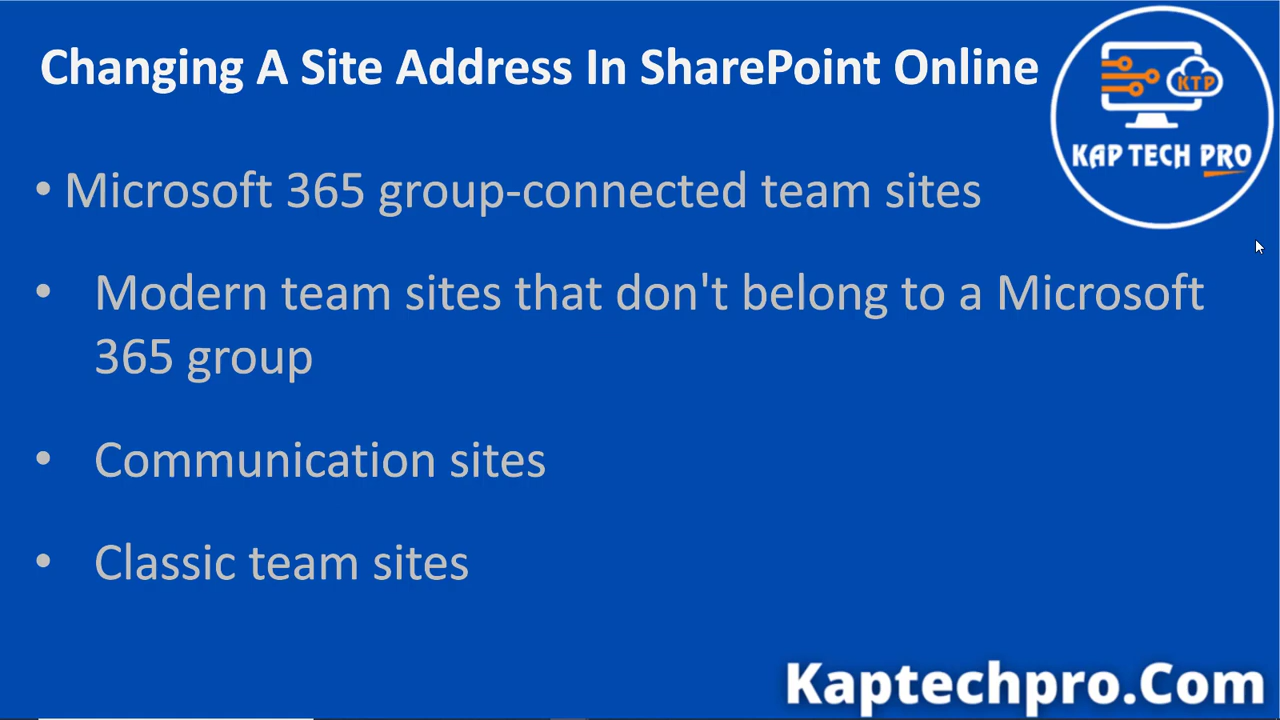 Changing A Site Address In SharePoint Online
KTP
KAP TECH PRO
• Microsoft 365 group-connected team sites
• Modern team sites that don't belong to a Microsoft
365 group
• Communication sites
• Classic team sites
Kaptechpro.Com